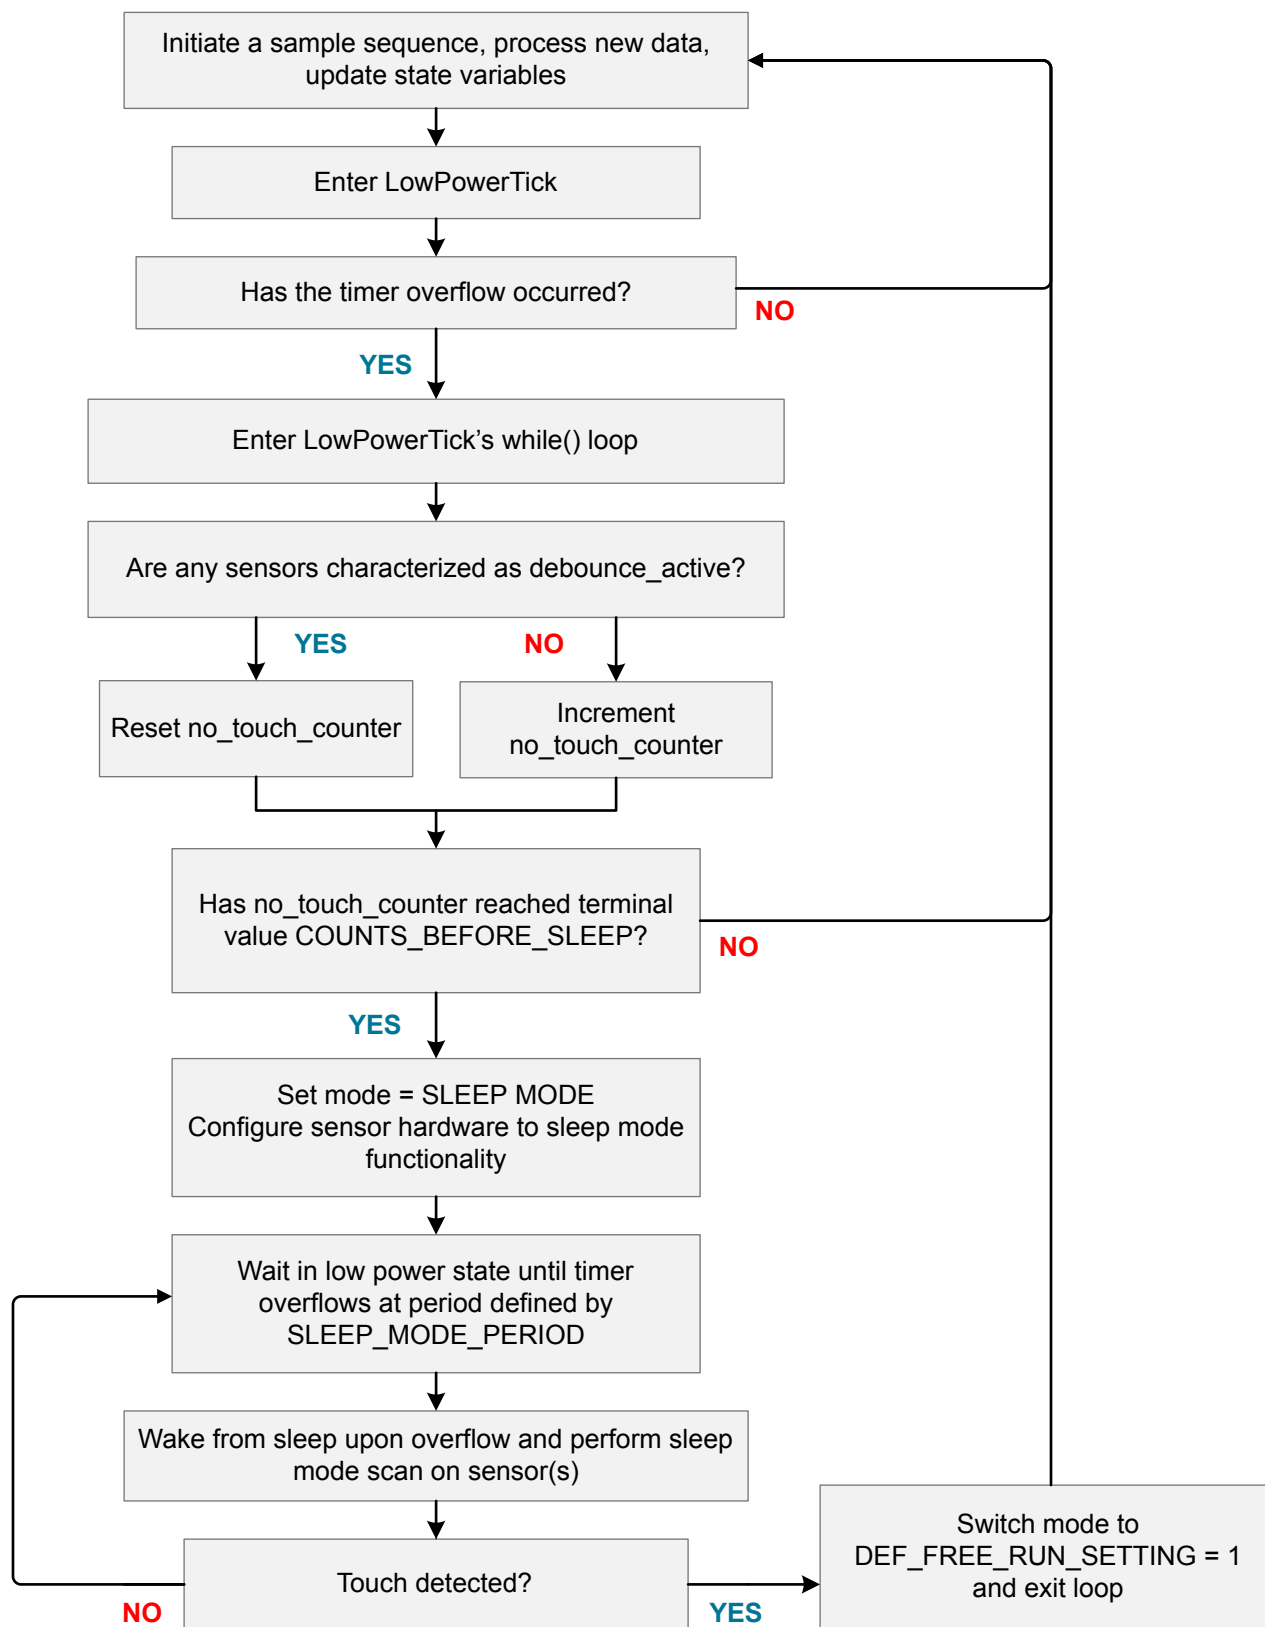 Initiate a sample sequence, process new data,
update state variables
Enter LowPowerTick
Has the timer overflow occurred?
NO
YES
Enter LowPowerTick’s while() loop
Are any sensors characterized as debounce_active?
YES
NO
Reset no_touch_counter
Increment
no_touch_counter
Has no_touch_counter reached terminal
value COUNTS_BEFORE_SLEEP?
NO
YES
Set mode = SLEEP MODE
Configure sensor hardware to sleep mode
functionality
Wait in low power state until timer
overflows at period defined by
SLEEP_MODE_PERIOD
Wake from sleep upon overflow and perform sleep
mode scan on sensor(s)
Touch detected?
NO
YES
Switch mode to
DEF_FREE_RUN_SETTING = 1
and exit loop